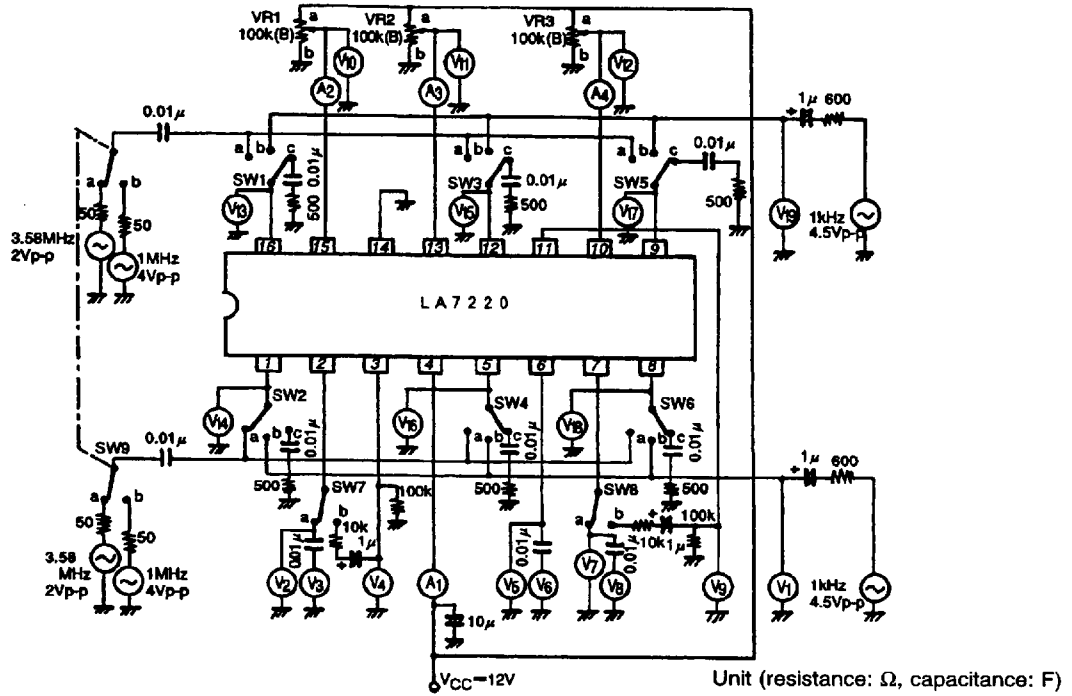 VR1
100k(B)
a
b
VR2
100k(B)
a
b
VR3
100k(B)
a
b
V10
V11
V12
A2
A3
A4
0.01μ
1μ
600
+
a
b
c
SW1
500
0.01μ
a
b
c
SW3
0.01μ
500
a
b
c
SW5
0.01μ
500
a
b
50
50
3.58MHz
2Vp-p
1MHz
4Vp-p
V13
V15
V17
V19
1kHz
4.5Vp-p
16
15
14
13
12
11
10
9
LA7220
1
2
3
4
5
6
7
8
V14
SW2
a
b
c
0.01μ
500
V16
SW4
a
b
c
0.01μ
500
V18
SW6
a
b
c
0.01μ
500
SW9
0.01μ
1μ
600
+
a
b
50
50
3.58
MHz
2Vp-p
1MHz
4Vp-p
SW7
a
b
10k
0.01μ
1μ
+
100k
SW8
a
b
+
10k
1μ
100k
0.01μ
0.01μ
V2
V3
V4
A1
V5
V6
V7
V8
V9
V1
1kHz
4.5Vp-p
10μ
VCC=12V
Unit (resistance: Ω, capacitance: F)